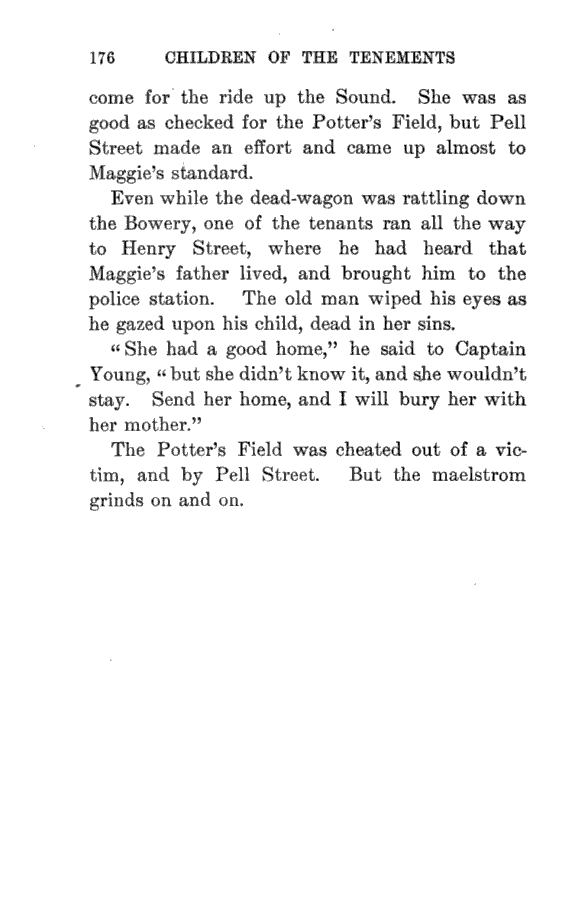 176 CHILDREN OF THE TENEMENTS
come for the ride up the Sound. She was as
good as checked for the Potter's Field, but Pell
Street made an effort and came up almost to
Maggie's standard.
Even while the dead-wagon was rattling down
the Bowery, one of the tenants ran all the way
to Henry Street, where he had heard that
Maggie's father lived, and brought him to the
police station. The old man wiped his eyes as
he gazed upon his child, dead in her sins.
"She had a good home," he said to Captain
Young, "but she didn't know it, and she wouldn't
stay. Send her home, and I will bury her with
her mother."
The Potter's Field was cheated out of a vic-
tim, and by Pell Street. But the maelstrom
grinds on and on.